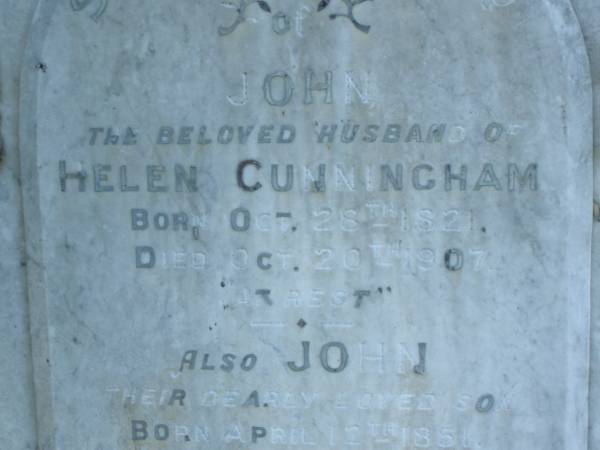 of
JOHN
THE BELOVED HUSBAND OF
HELEN CUNNINGHAM
BORN OCT. 28TH 1821.
DIED OCT. 20TH 1907.
"AT REST"
ALSO JOHN
THEIR DEARLY LOVED SON
BORN APRIL 12TH 1851.